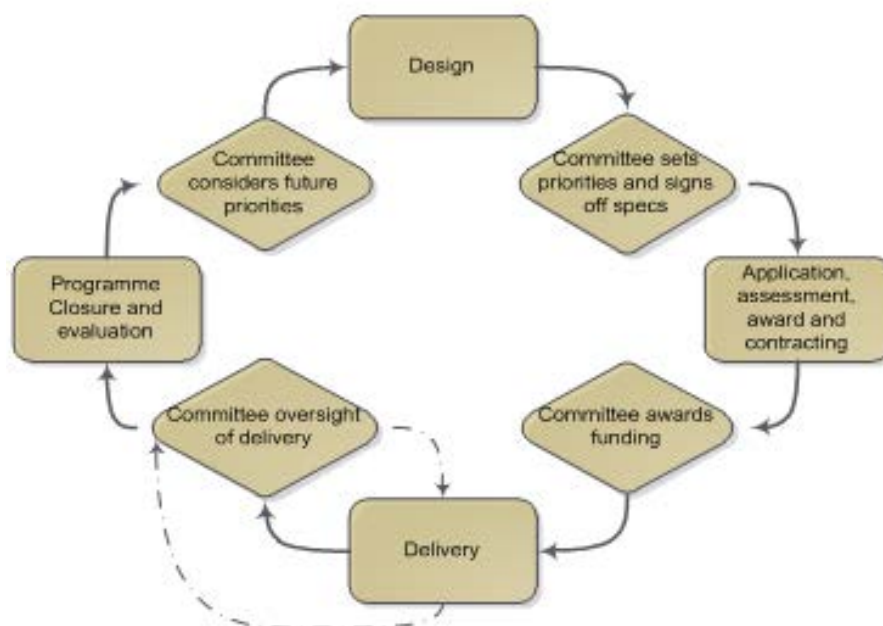 Design
Committee sets
priorities and signs
off specs
Application,
assessment,
award and
contracting
Committee awards
funding
Delivery
Committee oversight
of delivery
Programme
Closure and
evaluation
Committee
considers future
priorities